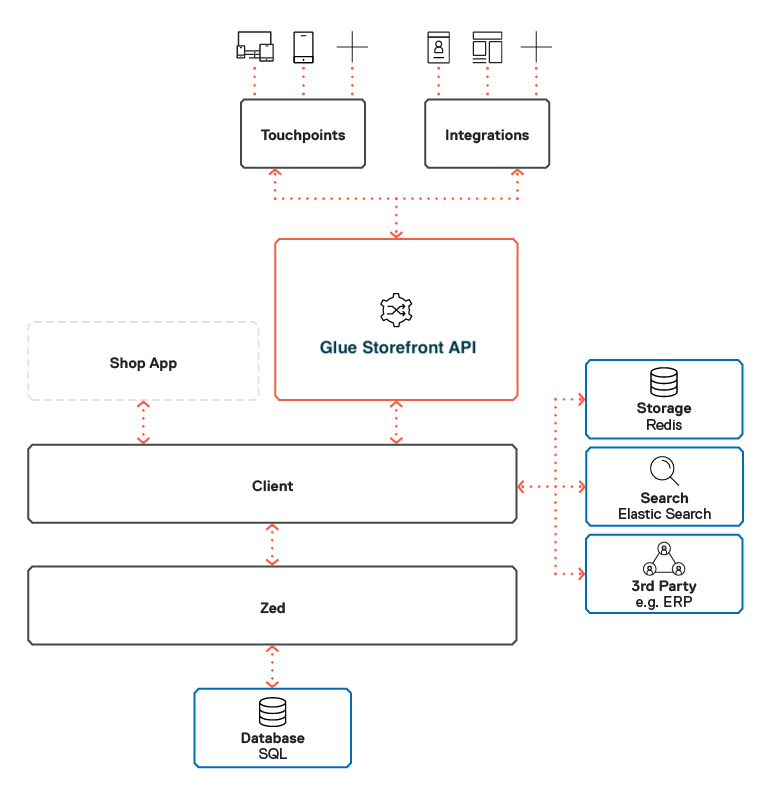 Touchpoints
Integrations
Glue Storefront API
Shop App
Storage
Redis
Client
Search
Elastic Search
3rd Party
e.g. ERP
Zed
Database
SQL